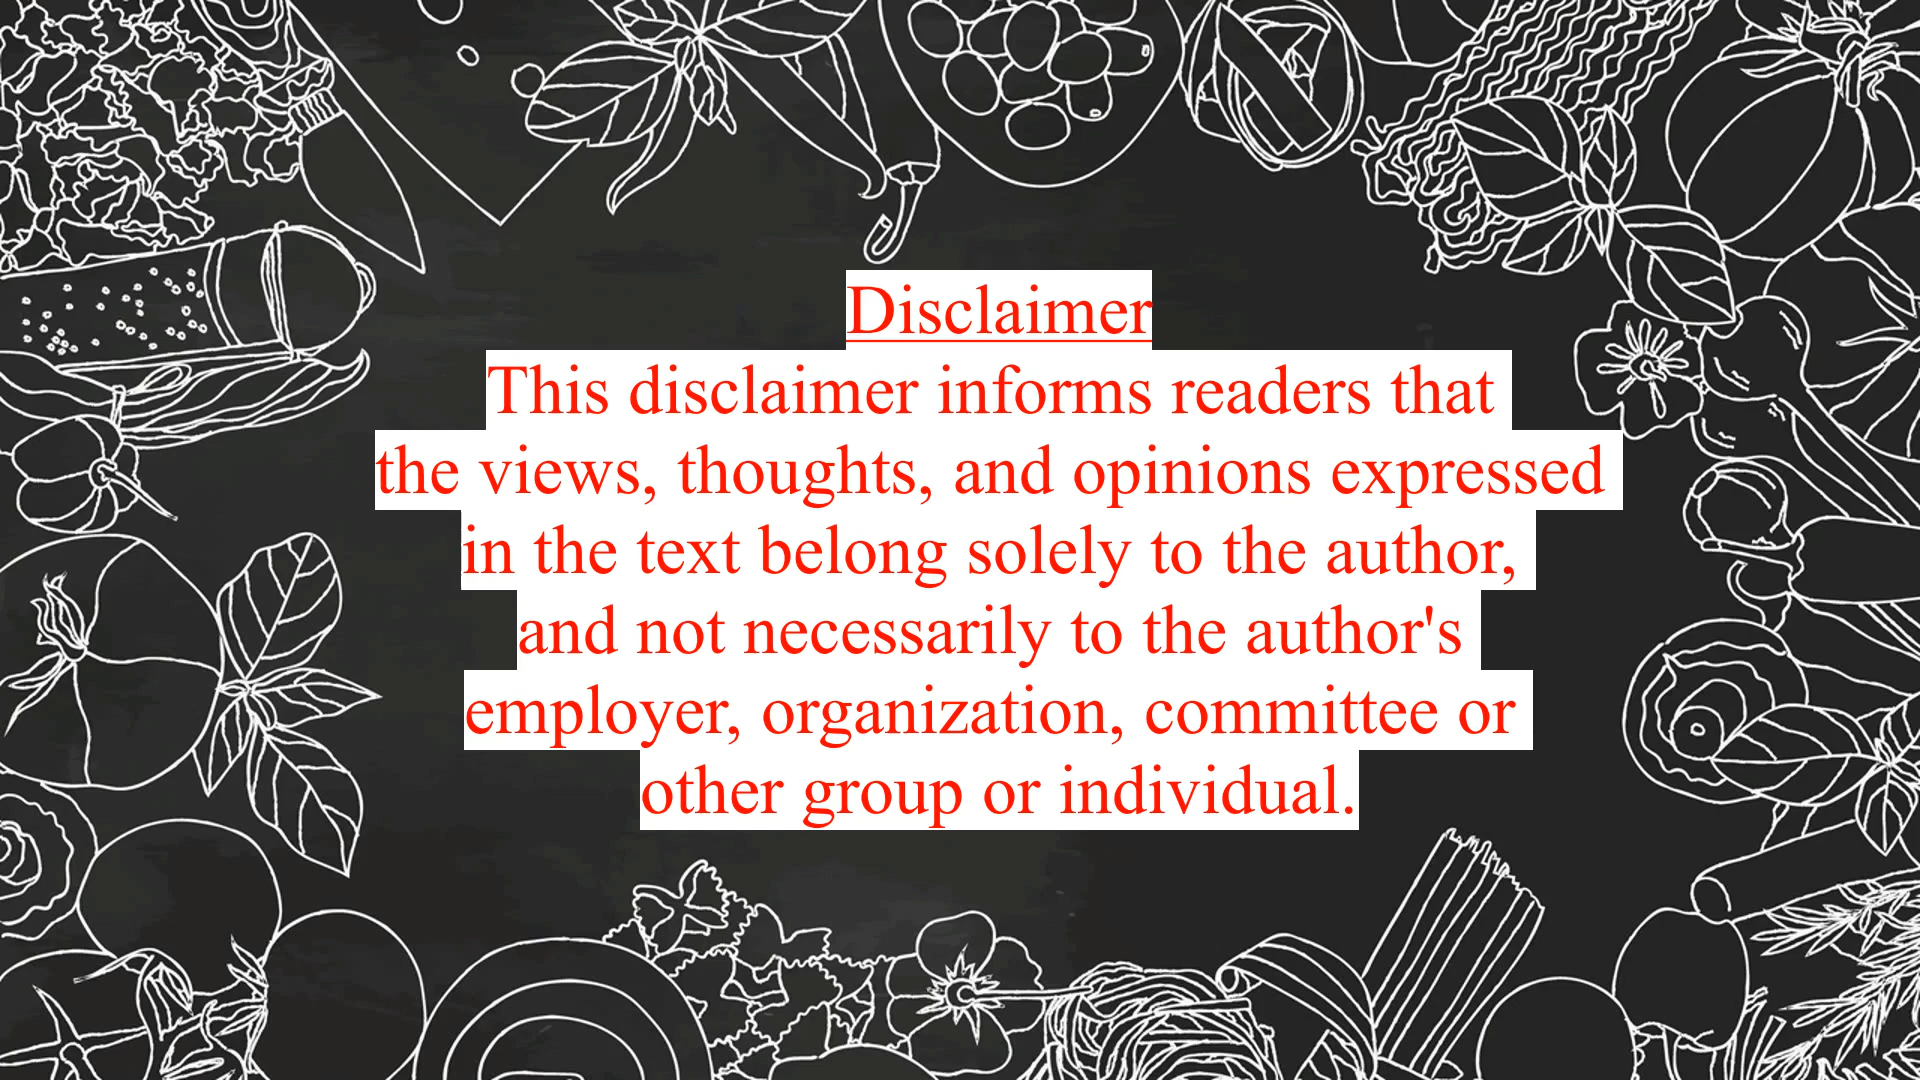 Disclaimer
This disclaimer informs readers that
the views, thoughts, and opinions expressed
in the text belong solely to the author,
and not necessarily to the author's
employer, organization, committee or
other group or individual.